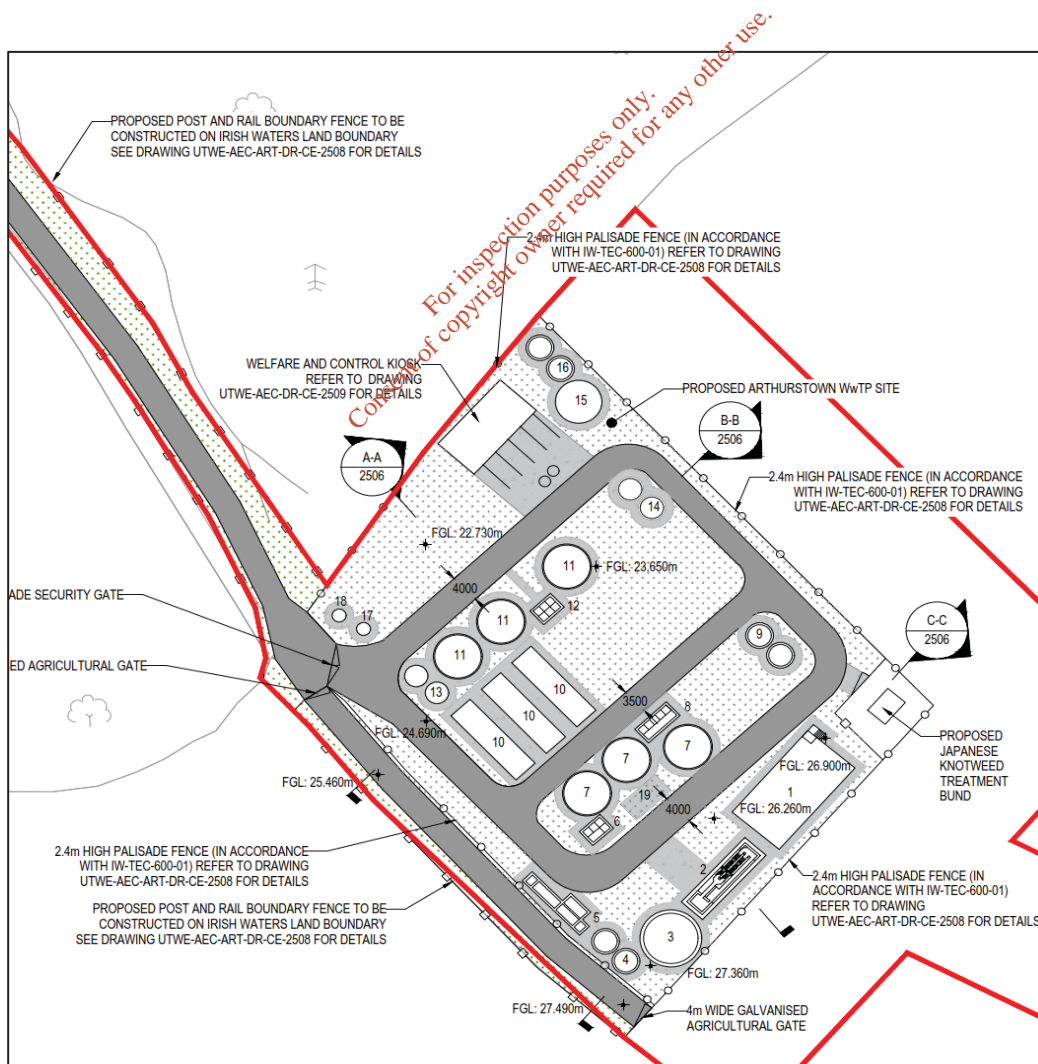 For inspection purposes only.
Consent of copyright owner required for any other use.
PROPOSED POST AND RAIL BOUNDARY FENCE TO BE
CONSTRUCTED ON IRISH WATERS LAND BOUNDARY
SEE DRAWING UTWE-AEC-ART-DR-CE-2508 FOR DETAILS
2.4m HIGH PALISADE FENCE (IN ACCORDANCE
WITH IW-TEC-600-01) REFER TO DRAWING
UTWE-AEC-ART-DR-CE-2508 FOR DETAILS
WELFARE AND CONTROL KIOSK
REFER TO DRAWING
UTWE-AEC-DR-CE-2509 FOR DETAILS
16
15
PROPOSED ARTHURSTOWN WwTP SITE
B-B
2506
A-A
2506
2.4m HIGH PALISADE FENCE (IN ACCORDANCE
WITH IW-TEC-600-01) REFER TO DRAWING
UTWE-AEC-ART-DR-CE-2508 FOR DETAILS
14
FGL: 22.730m
11
FGL: 23.650m
4000
12
ADE SECURITY GATE
18
17
11
C-C
2506
9
11
ED AGRICULTURAL GATE
13
10
10
10
3500
8
FGL: 24.690m
7
7
7
PROPOSED
JAPANESE
KNOTWEED
TREATMENT
BUND
FGL: 26.900m
FGL: 25.460m
1
FGL: 26.260m
19
4000
6
2.4m HIGH PALISADE FENCE (IN ACCORDANCE
WITH IW-TEC-600-01) REFER TO DRAWING
UTWE-AEC-ART-DR-CE-2508 FOR DETAILS
2
2.4m HIGH PALISADE FENCE (IN
ACCORDANCE WITH IW-TEC-600-01)
REFER TO DRAWING
UTWE-AEC-ART-DR-CE-2508 FOR DETAILS
PROPOSED POST AND RAIL BOUNDARY FENCE TO BE
CONSTRUCTED ON IRISH WATERS LAND BOUNDARY
SEE DRAWING UTWE-AEC-ART-DR-CE-2508 FOR DETAILS
5
3
4
FGL: 27.360m
FGL: 27.490m
4m WIDE GALVANISED
AGRICULTURAL GATE